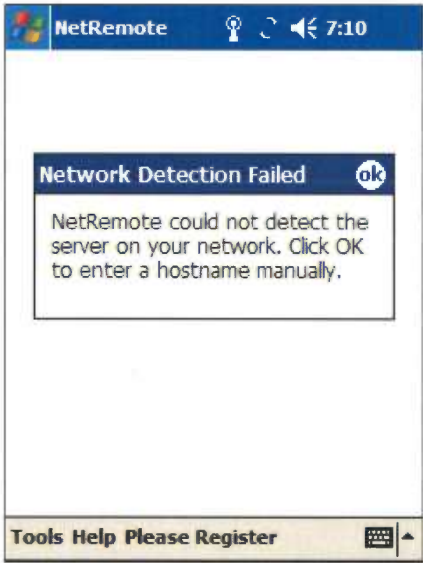 NetRemote 7:10
Network Detection Failed ok
NetRemote could not detect the
server on your network. Click OK
to enter a hostname manually.
Tools Help Please Register